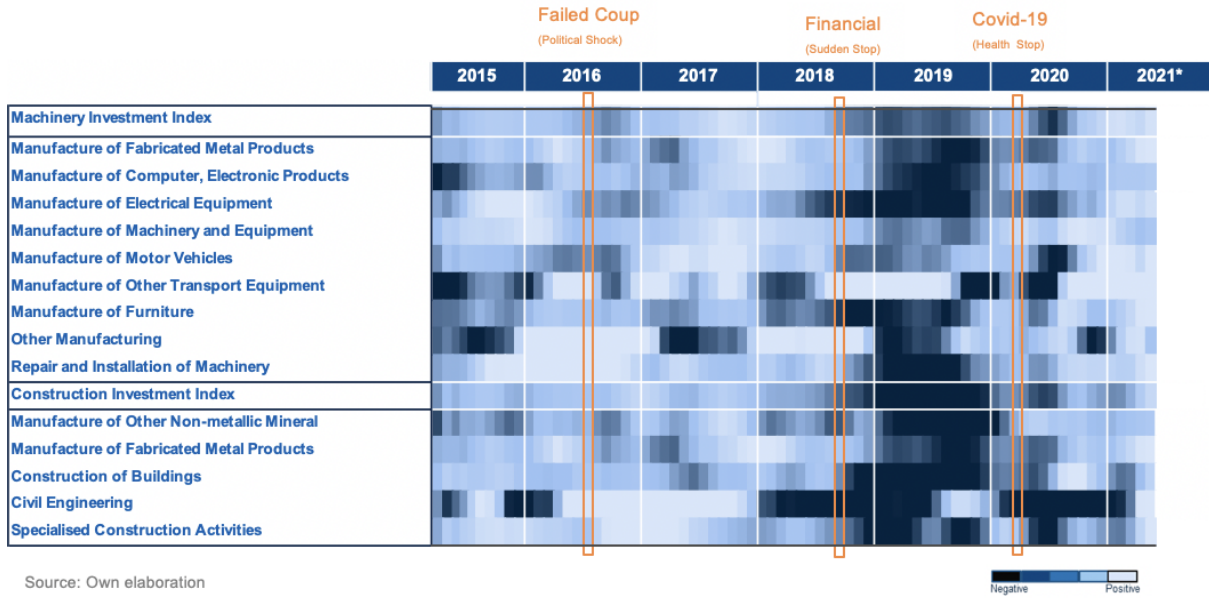 Failed Coup
(Political Shock)
Financial
(Sudden Stop)
Covid-19
(Health Stop)
2015 2016 2017 2018 2019 2020 2021*
Machinery Investment Index
Manufacture of Fabricated Metal Products
Manufacture of Computer, Electronic Products
Manufacture of Electrical Equipment
Manufacture of Machinery and Equipment
Manufacture of Motor Vehicles
Manufacture of Other Transport Equipment
Manufacture of Furniture
Other Manufacturing
Repair and Installation of Machinery
Construction Investment Index
Manufacture of Other Non-metallic Mineral
Manufacture of Fabricated Metal Products
Construction of Buildings
Civil Engineering
Specialised Construction Activities
Source: Own elaboration
Negative Positive